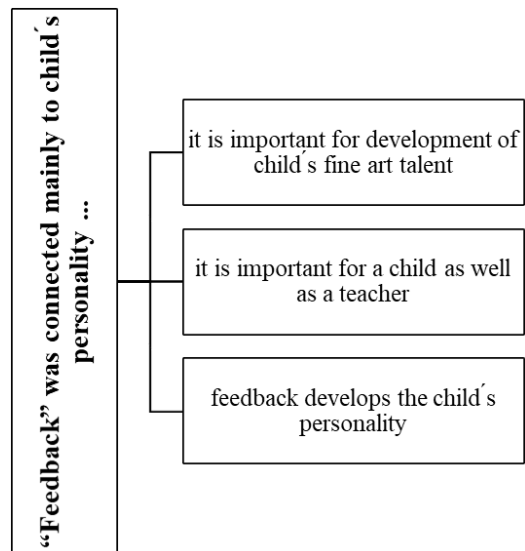 “Feedback” was connected mainly to child´s
personality ...
it is important for development of
child´s fine art talent
it is important for a child as well
as a teacher
feedback develops the child´s
personality